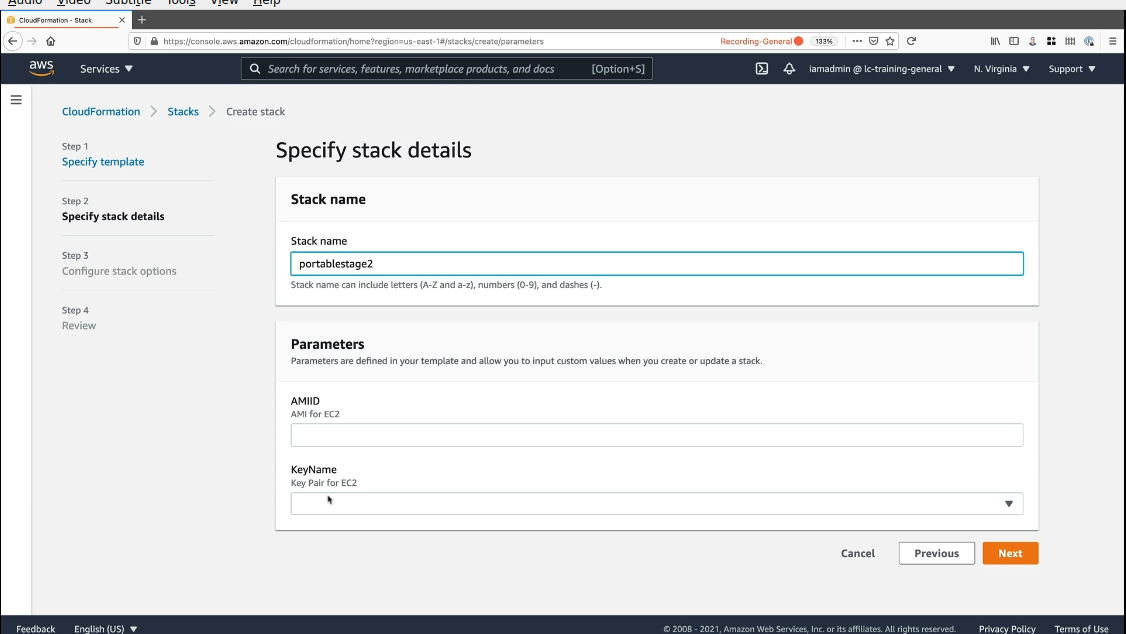 Audio Video Subtitle Tools View Help
CloudFormation - Stack
https://console.aws.amazon.com/cloudformation/home?region=us-east-1#/stacks/create/parameters Recording-General 133%
aws Services Search for services, features, marketplace products, and docs [Option+S] iamadmin @ lc-training-general N. Virginia Support
CloudFormation Stacks Create stack
Step 1
Specify template
Step 2
Specify stack details
Step 3
Configure stack options
Step 4
Review
Specify stack details
Stack name
Stack name
portablestage2
Stack name can include letters (A-Z and a-z), numbers (0-9), and dashes (-).
Parameters
Parameters are defined in your template and allow you to input custom values when you create or update a stack.
AMIID
AMI for EC2
KeyName
Key Pair for EC2
Cancel Previous Next
Feedback English (US) © 2008 - 2021, Amazon Web Services, Inc. or its affiliates. All rights reserved. Privacy Policy Terms of Use